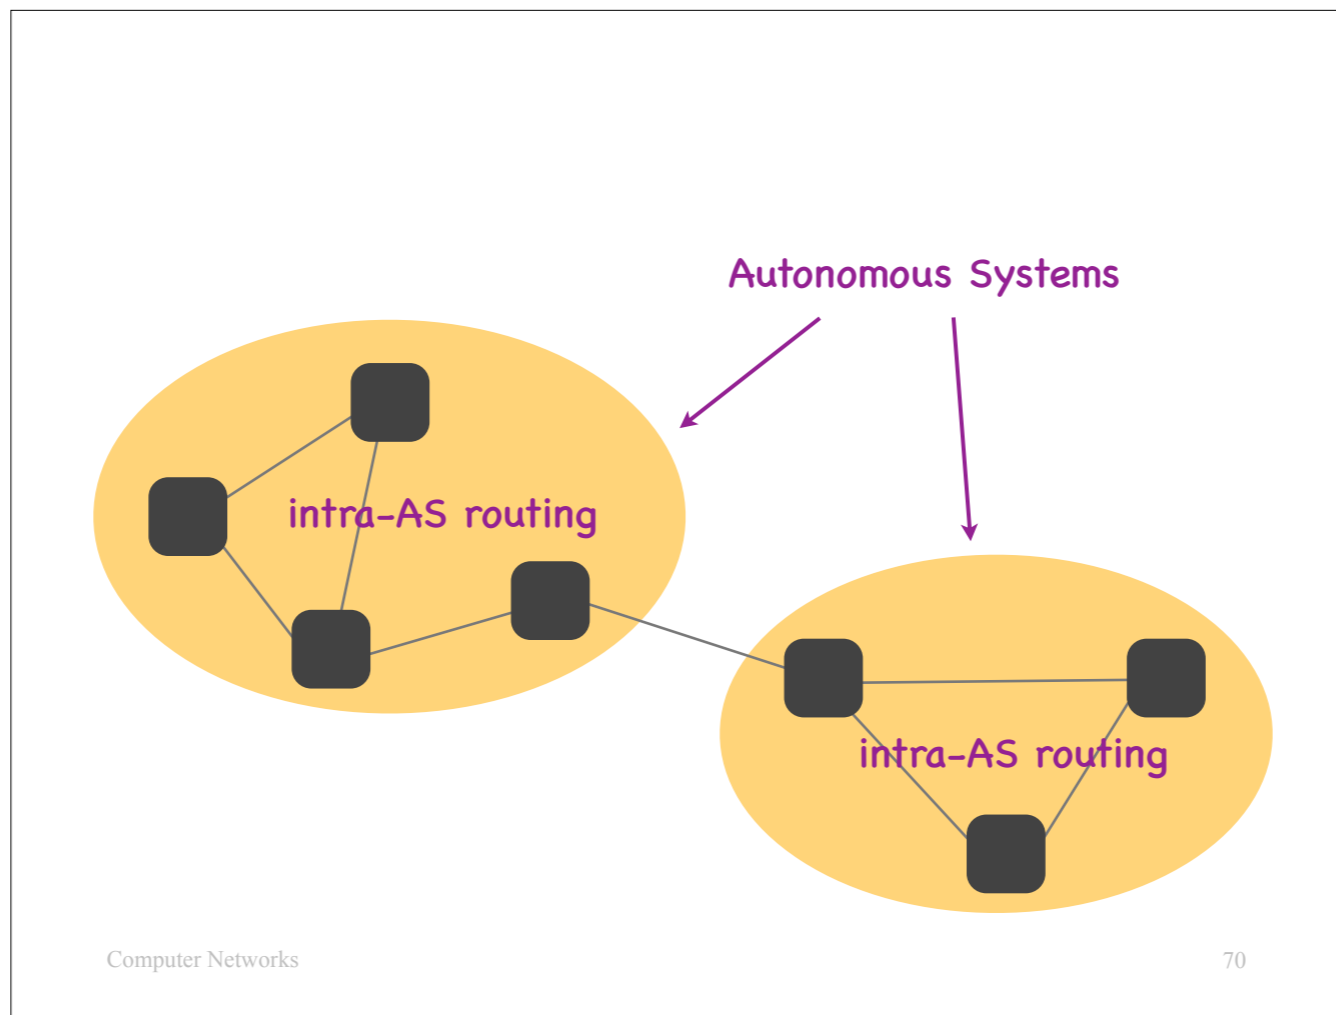 Autonomous Systems
intra-AS routing
intra-AS routing
Computer Networks
70